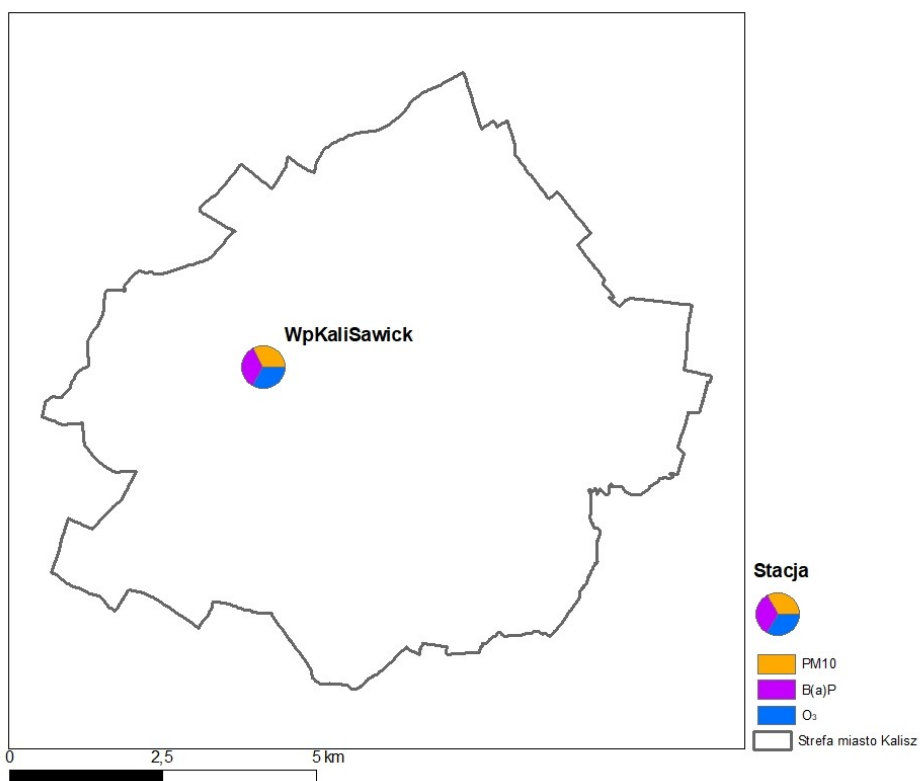 WpKaliSawick
Stacja
PM10
B(a)P
O₃
Strefa miasto Kalisz
0 2,5 5 km